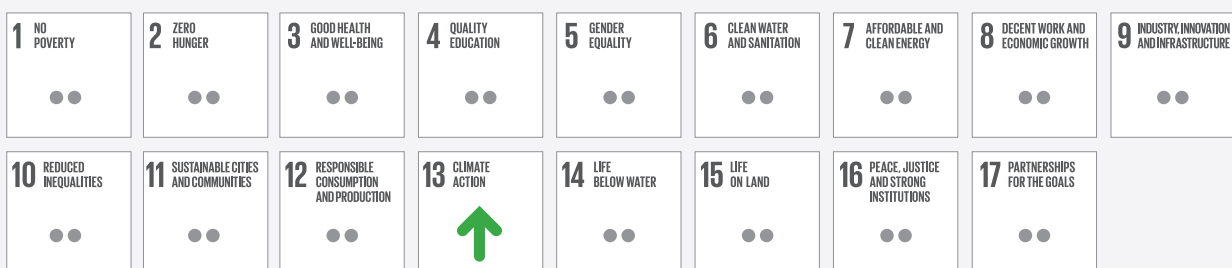 1 NO
POVERTY
2 ZERO
HUNGER
3 GOOD HEALTH
AND WELL-BEING
4 QUALITY
EDUCATION
5 GENDER
EQUALITY
6 CLEAN WATER
AND SANITATION
7 AFFORDABLE AND
CLEAN ENERGY
8 DECENT WORK AND
ECONOMIC GROWTH
9 INDUSTRY, INNOVATION
AND INFRASTRUCTURE
10 REDUCED
INEQUALITIES
11 SUSTAINABLE CITIES
AND COMMUNITIES
12 RESPONSIBLE
CONSUMPTION
AND PRODUCTION
13 CLIMATE
ACTION
14 LIFE
BELOW WATER
15 LIFE
ON LAND
16 PEACE, JUSTICE
AND STRONG
INSTITUTIONS
17 PARTNERSHIPS
FOR THE GOALS